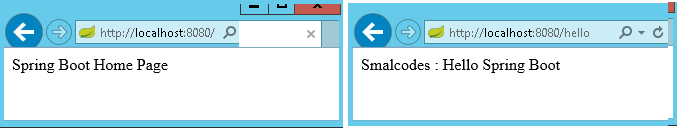 http://localhost:8080/
Spring Boot Home Page
http://localhost:8080/hello
Smalcodes : Hello Spring Boot